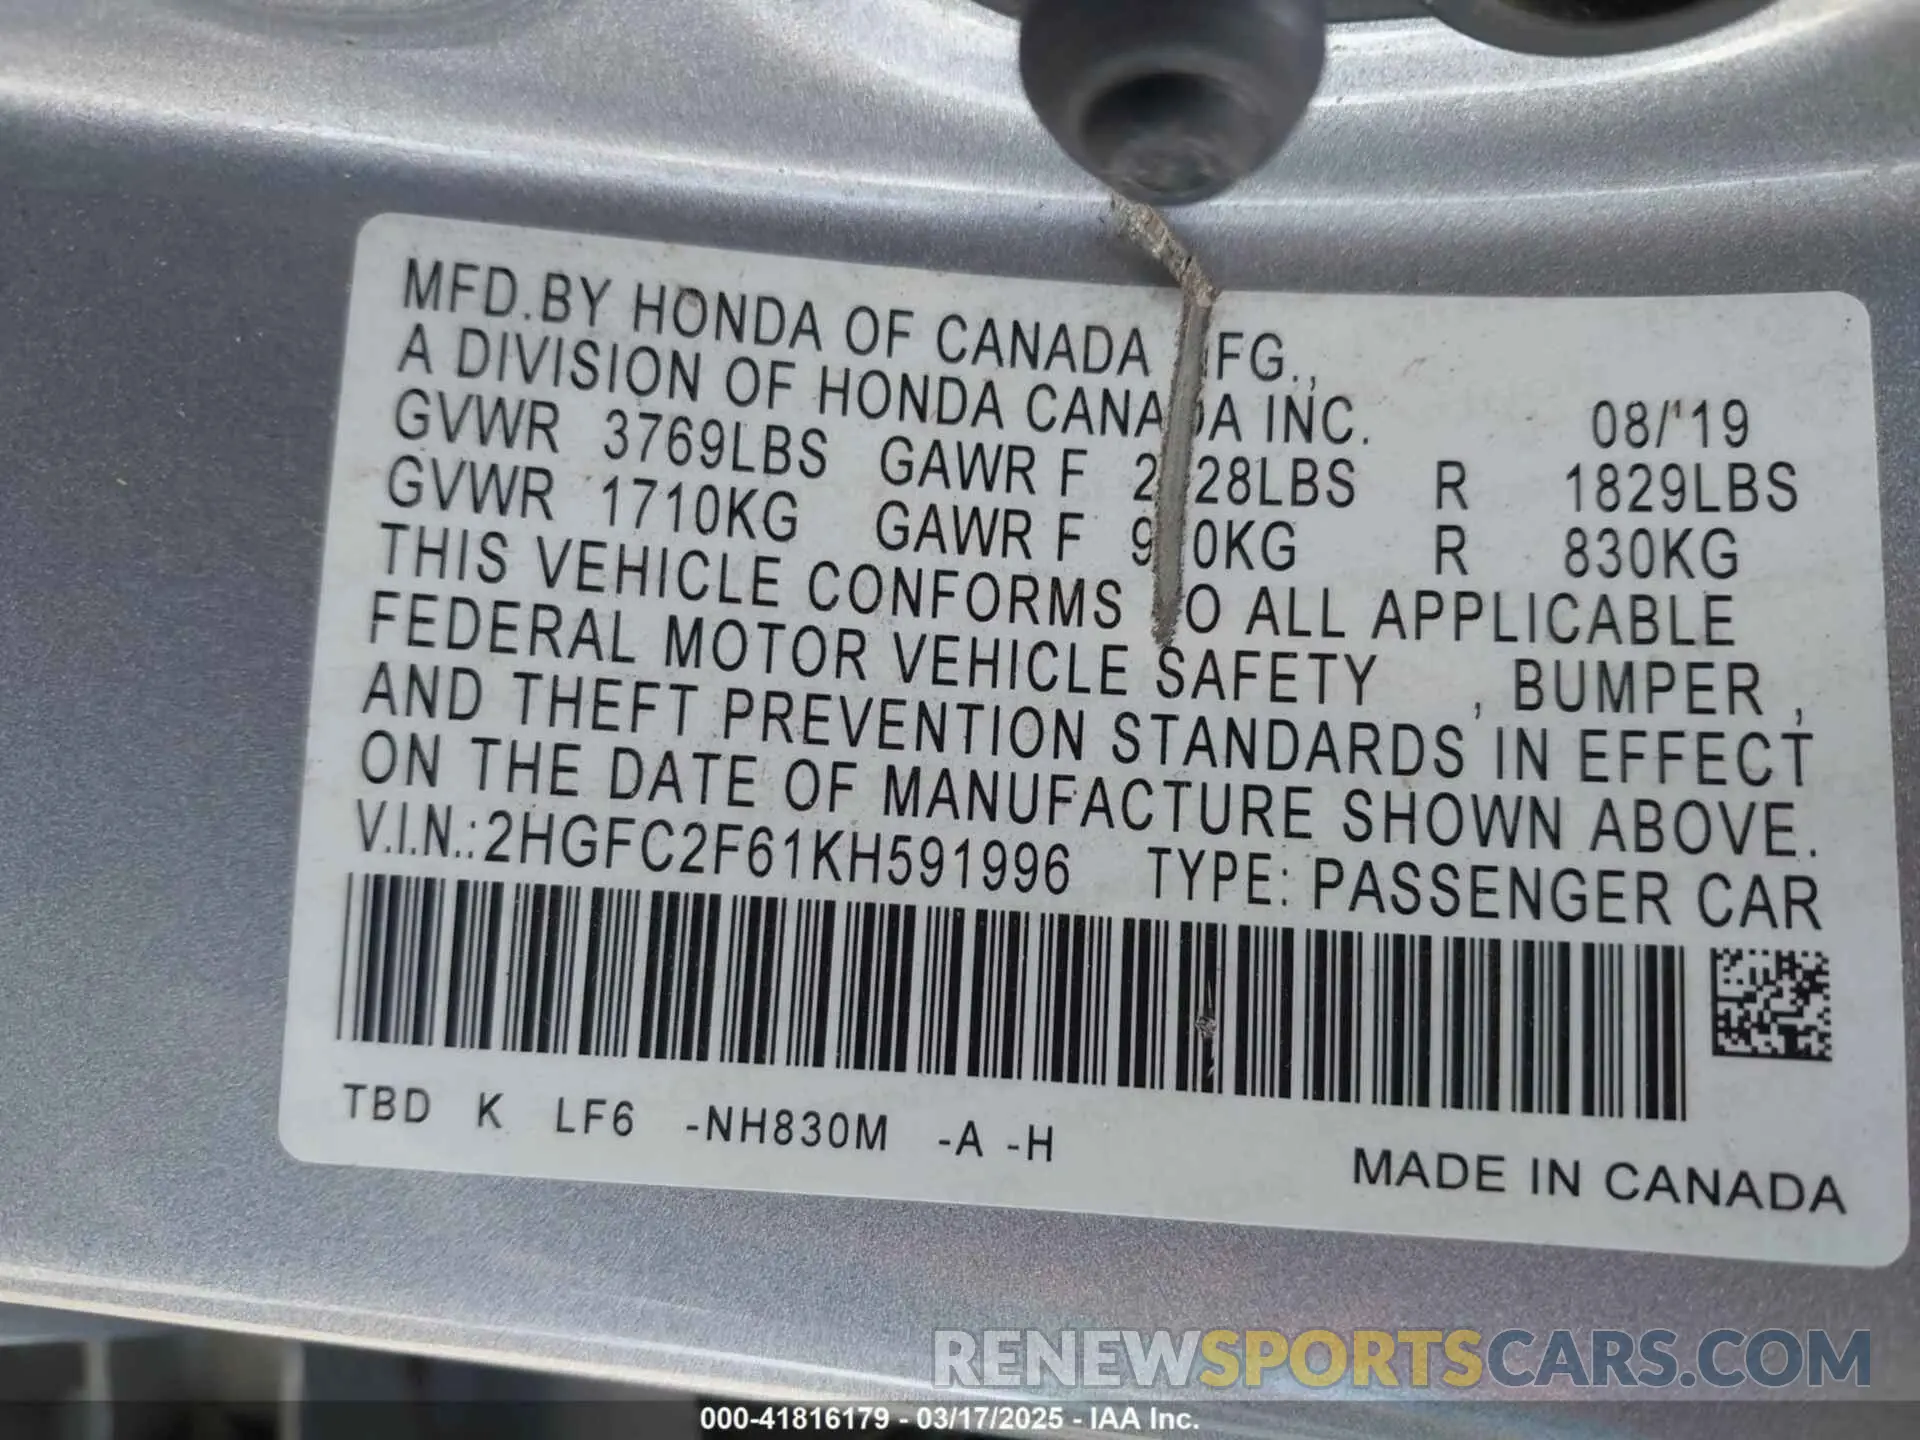 MFD.BY HONDA OF CANADA FG.,
A DIVISION OF HONDA CANADA INC. 08/'19
GVWR 3769LBS GAWR F R 1829LBS
GVWR 1710KG GAWR F R 830KG
THIS VEHICLE CONFORMS O ALL APPLICABLE
FEDERAL MOTOR VEHICLE SAFETY , BUMPER ,
AND THEFT PREVENTION STANDARDS IN EFFECT
ON THE DATE OF MANUFACTURE SHOWN ABOVE.
V.I.N.:2HGFC2F61KH591996 TYPE: PASSENGER CAR
TBD K LF6 -NH830M -A -H
MADE IN CANADA
RENEWSPORTSCARS.COM
000-41816179 - 03/17/2025 - IAA Inc.